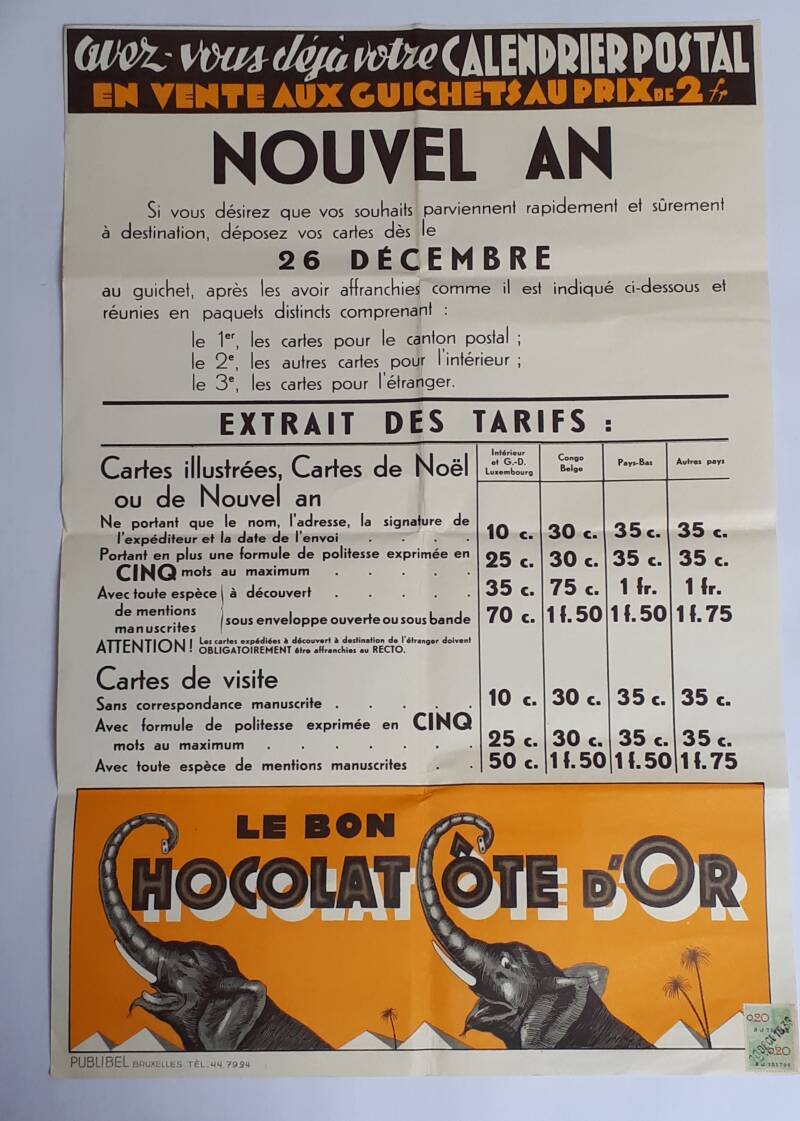 avez-vous déjà votre CALENDRIER POSTAL
EN VENTE AUX GUICHETS AU PRIX DE 2 fr
NOUVEL AN
Si vous désirez que vos souhaits parviennent rapidement et sûrement
à destination, déposez vos cartes dès le
26 DÉCEMBRE
au guichet, après les avoir affranchies comme il est indiqué ci-dessous et
réunies en paquets distincts comprenant :
le 1er, les cartes pour le canton postal ;
le 2e, les autres cartes pour l'intérieur ;
le 3e, les cartes pour l'étranger.
EXTRAIT DES TARIFS :
Intérieur et G.-D. Luxembourg Congo Belge Pays-Bas Autres pays
Cartes illustrées, Cartes de Noël
ou de Nouvel an
Ne portant que le nom, l'adresse, la signature de
l'expéditeur et la date de l'envoi . . . . 10 c. 30 c. 35 c. 35 c.
Portant en plus une formule de politesse exprimée en
CINQ mots au maximum . . . . . 25 c. 30 c. 35 c. 35 c.
Avec toute espèce de mentions manuscrites
à découvert . . . . . 35 c. 75 c. 1 fr. 1 fr.
sous enveloppe ouverte ou sous bande 70 c. 1 f. 50 1 f. 50 1 f. 75
ATTENTION ! Les cartes expédiées à découvert à destination de l'étranger doivent
OBLIGATOIREMENT être affranchies au RECTO.
Cartes de visite
Sans correspondance manuscrite . . . . . 10 c. 30 c. 35 c. 35 c.
Avec formule de politesse exprimée en CINQ
mots au maximum . . . . . . 25 c. 30 c. 35 c. 35 c.
Avec toute espèce de mentions manuscrites . . 50 c. 1 f. 50 1 f. 50 1 f. 75
LE BON
CHOCOLAT CÔTE D'OR
PUBLIBEL BRUXELLES TÉL. 44.7924
0,20
0,20